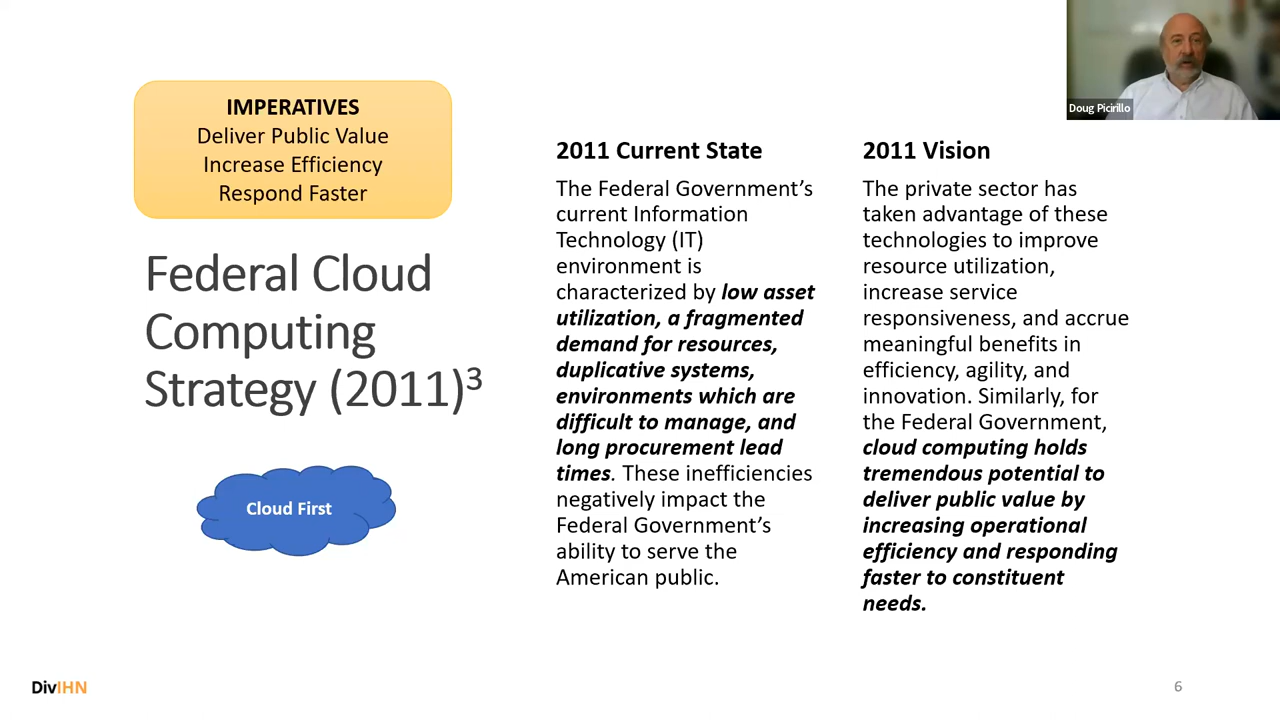 Doug Picirillo
IMPERATIVES
Deliver Public Value
Increase Efficiency
Respond Faster
Federal Cloud
Computing
Strategy (2011)³
Cloud First
2011 Current State
The Federal Government’s
current Information
Technology (IT)
environment is
characterized by low asset
utilization, a fragmented
demand for resources,
duplicative systems,
environments which are
difficult to manage, and
long procurement lead
times. These inefficiencies
negatively impact the
Federal Government’s
ability to serve the
American public.
2011 Vision
The private sector has
taken advantage of these
technologies to improve
resource utilization,
increase service
responsiveness, and accrue
meaningful benefits in
efficiency, agility, and
innovation. Similarly, for
the Federal Government,
cloud computing holds
tremendous potential to
deliver public value by
increasing operational
efficiency and responding
faster to constituent
needs.
DivIHN
6